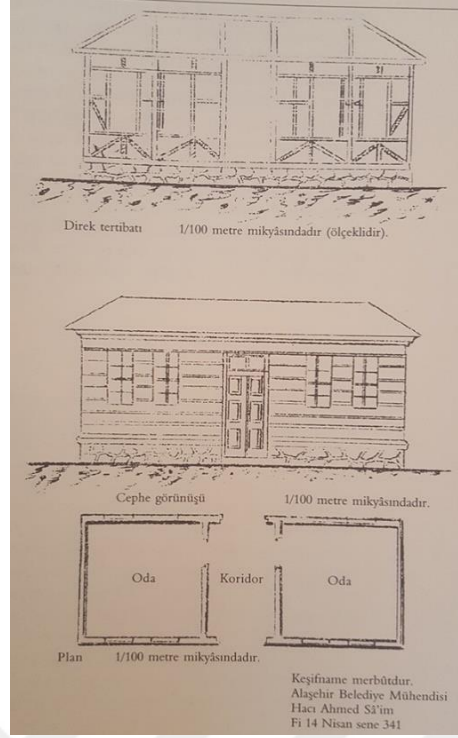 Direk tertibatı 1/100 metre mikyâsındadır (ölçeklidir).
Cephe görünüşü 1/100 metre mikyâsındadır.
Oda Koridor Oda
Plan 1/100 metre mikyâsındadır.
Keşifname merbûtdur.
Alaşehir Belediye Mühendisi
Hacı Ahmed Sâ'im
Fi 14 Nisan sene 341